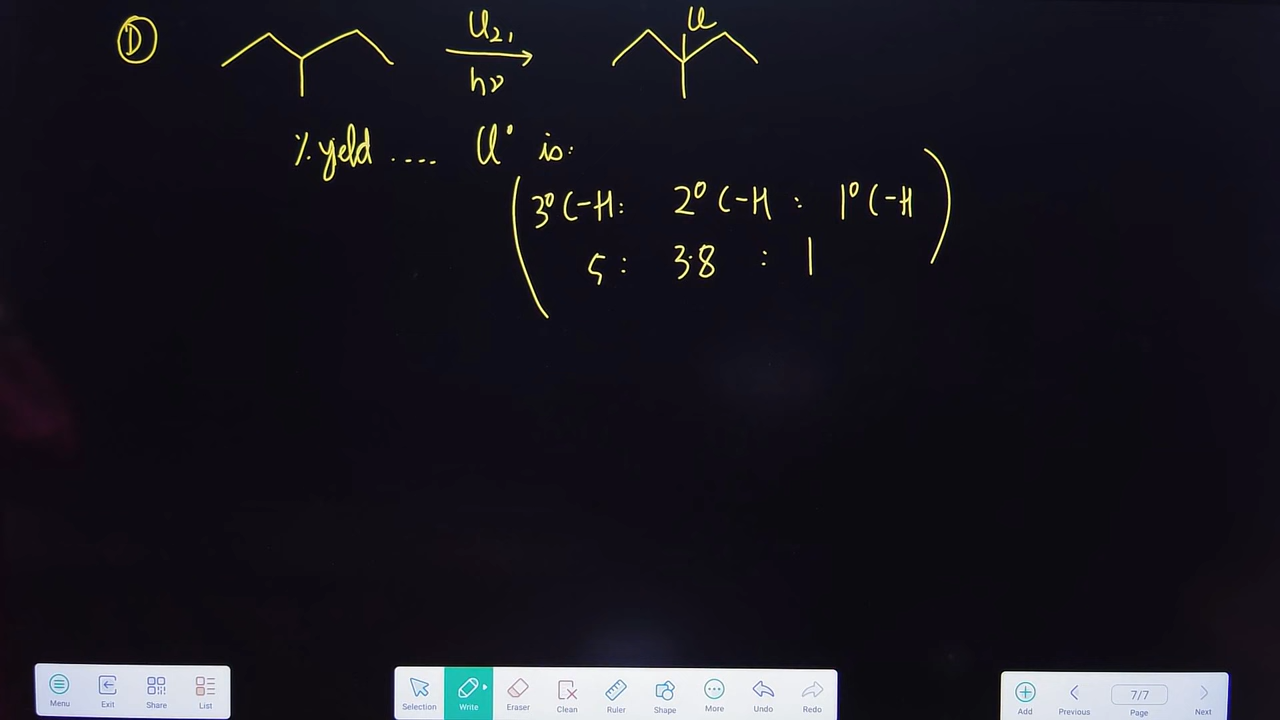 D
Cl₂,
hν
Cl
% yield .... Cl° is:
(3° C-H: 2° C-H : 1° C-H)
5 : 3.8 : 1
Menu Exit Share List Selection Write Eraser Clean Ruler Shape More Undo Redo Add Previous 7/7 Page Next